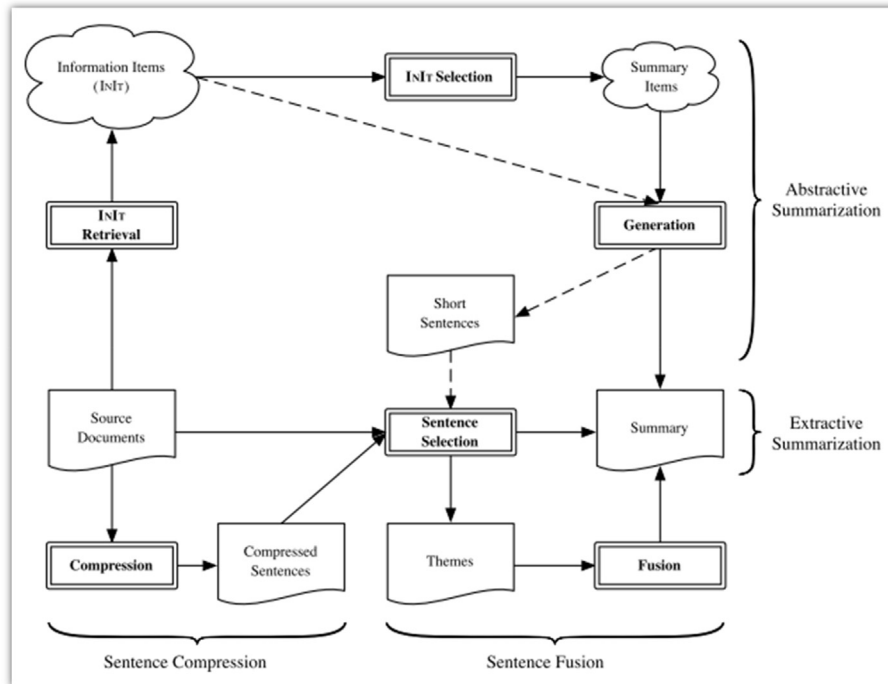 Information Items
(INIT)
INIT Selection
Summary
Items
INIT
Retrieval
Generation
Abstractive
Summarization
Short
Sentences
Source
Documents
Sentence
Selection
Summary
Extractive
Summarization
Compression
Compressed
Sentences
Themes
Fusion
Sentence Compression
Sentence Fusion